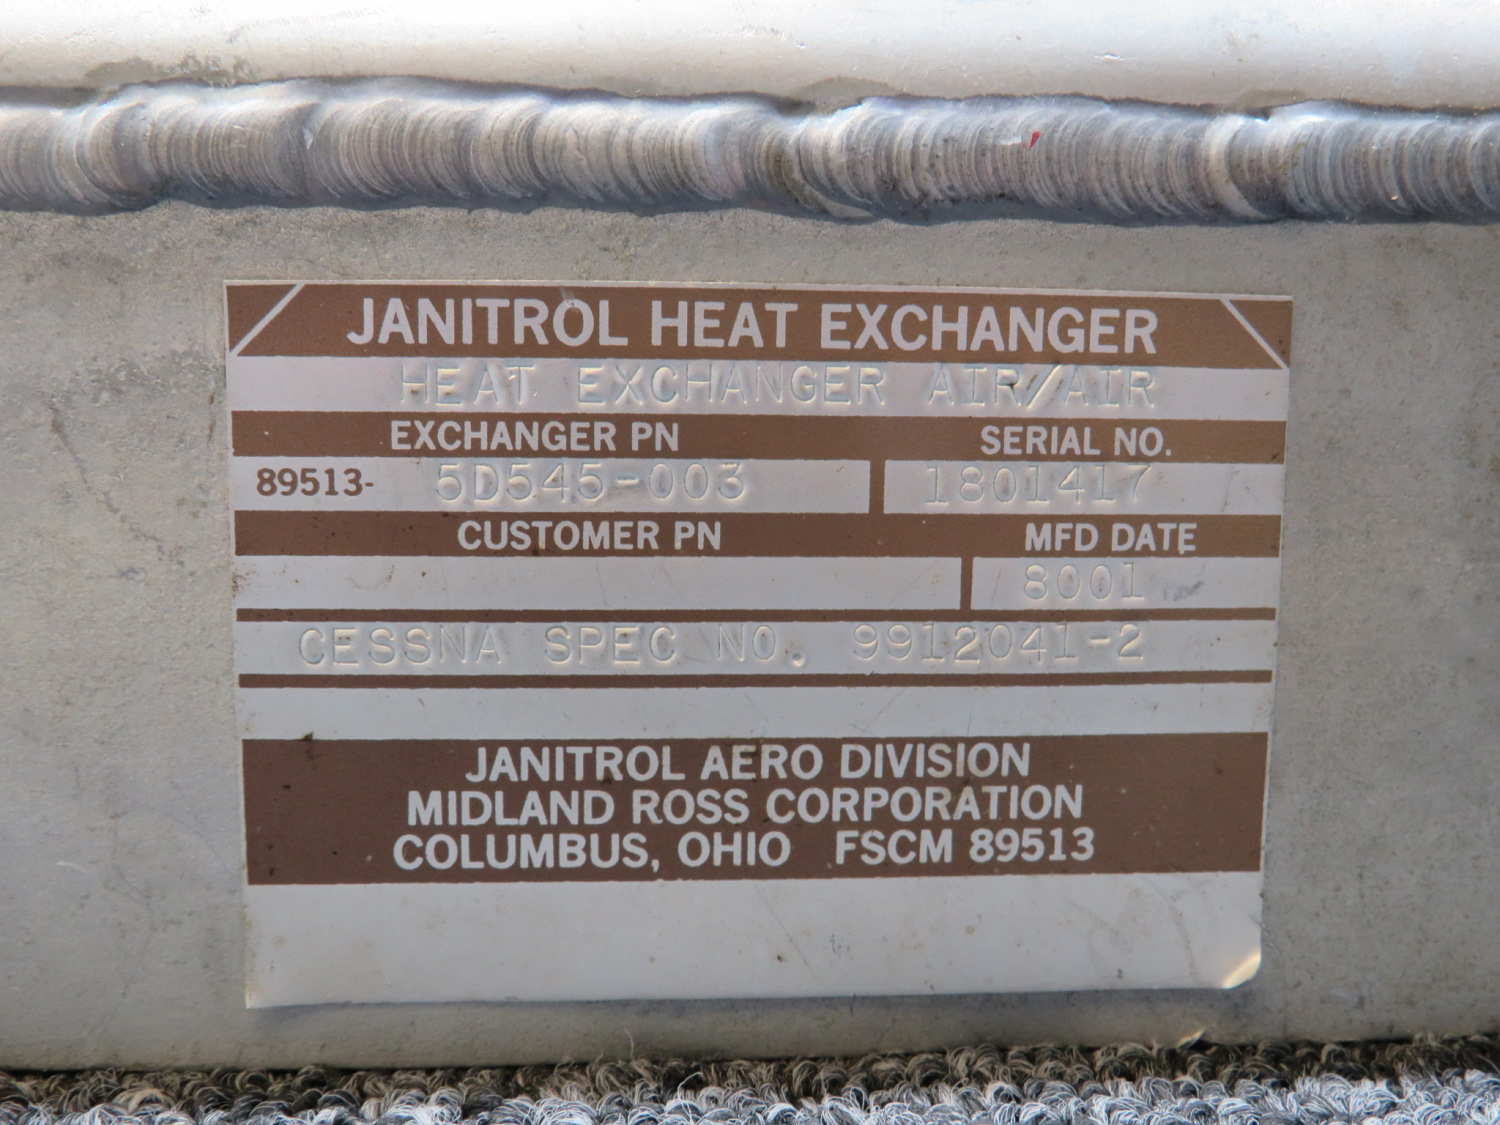 JANITROL HEAT EXCHANGER
HEAT EXCHANGER AIR/AIR
EXCHANGER PN SERIAL NO.
89513- 5D545-003 1801417
CUSTOMER PN MFD DATE
8001
CESSNA SPEC NO. 9912041-2
JANITROL AERO DIVISION
MIDLAND ROSS CORPORATION
COLUMBUS, OHIO FSCM 89513